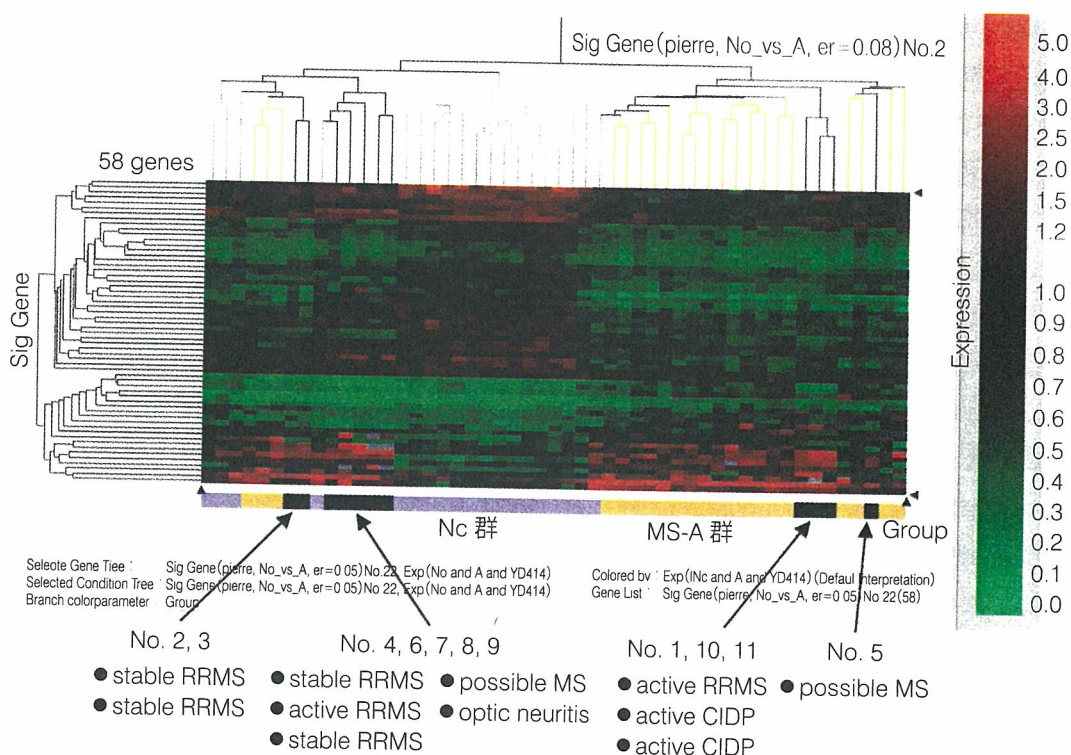 Sig Gene(pierre, No_vs_A, er=0.08)No.2
58 genes
Sig Gene
Expression
5.0
4.0
3.0
2.5
2.0
1.5
1.2
1.0
0.9
0.8
0.7
0.6
0.5
0.4
0.3
0.2
0.1
0.0
Nc 群
MS-A 群
Group
Seleote Gene Tiee : Sig Gene(pierre, No_vs_A, er=0 05)No.22, Exp(No and A and YD414)
Selected Condition Tree : Sig Gene(pierre, No_vs_A, er=0 05)No 22, Exp(No and A and YD414)
Branch colorparameter : Group
Colored by : Exp(INc and A and YD414) (Defaul Interpretation)
Gene List : Sig Gene(pierre, No_vs_A, er=0 05)No 22(58)
No. 2, 3
● stable RRMS
● stable RRMS
No. 4, 6, 7, 8, 9
● stable RRMS
● active RRMS
● stable RRMS
● possible MS
● optic neuritis
No. 1, 10, 11
● active RRMS
● active CIDP
● active CIDP
No. 5
● possible MS